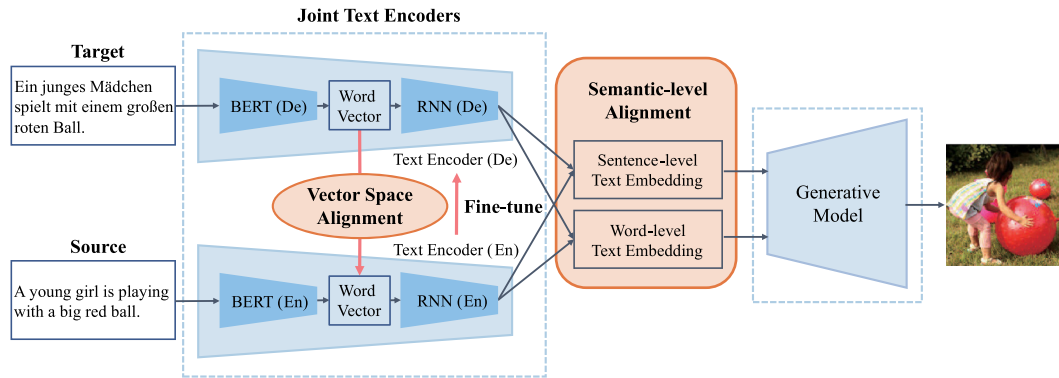 Joint Text Encoders
Target
Ein junges Mädchen
spielt mit einem großen
roten Ball.
BERT (De)
Word
Vector
RNN (De)
Text Encoder (De)
Vector Space
Alignment
Fine-tune
Text Encoder (En)
Source
A young girl is playing
with a big red ball.
BERT (En)
Word
Vector
RNN (En)
Semantic-level
Alignment
Sentence-level
Text Embedding
Word-level
Text Embedding
Generative
Model